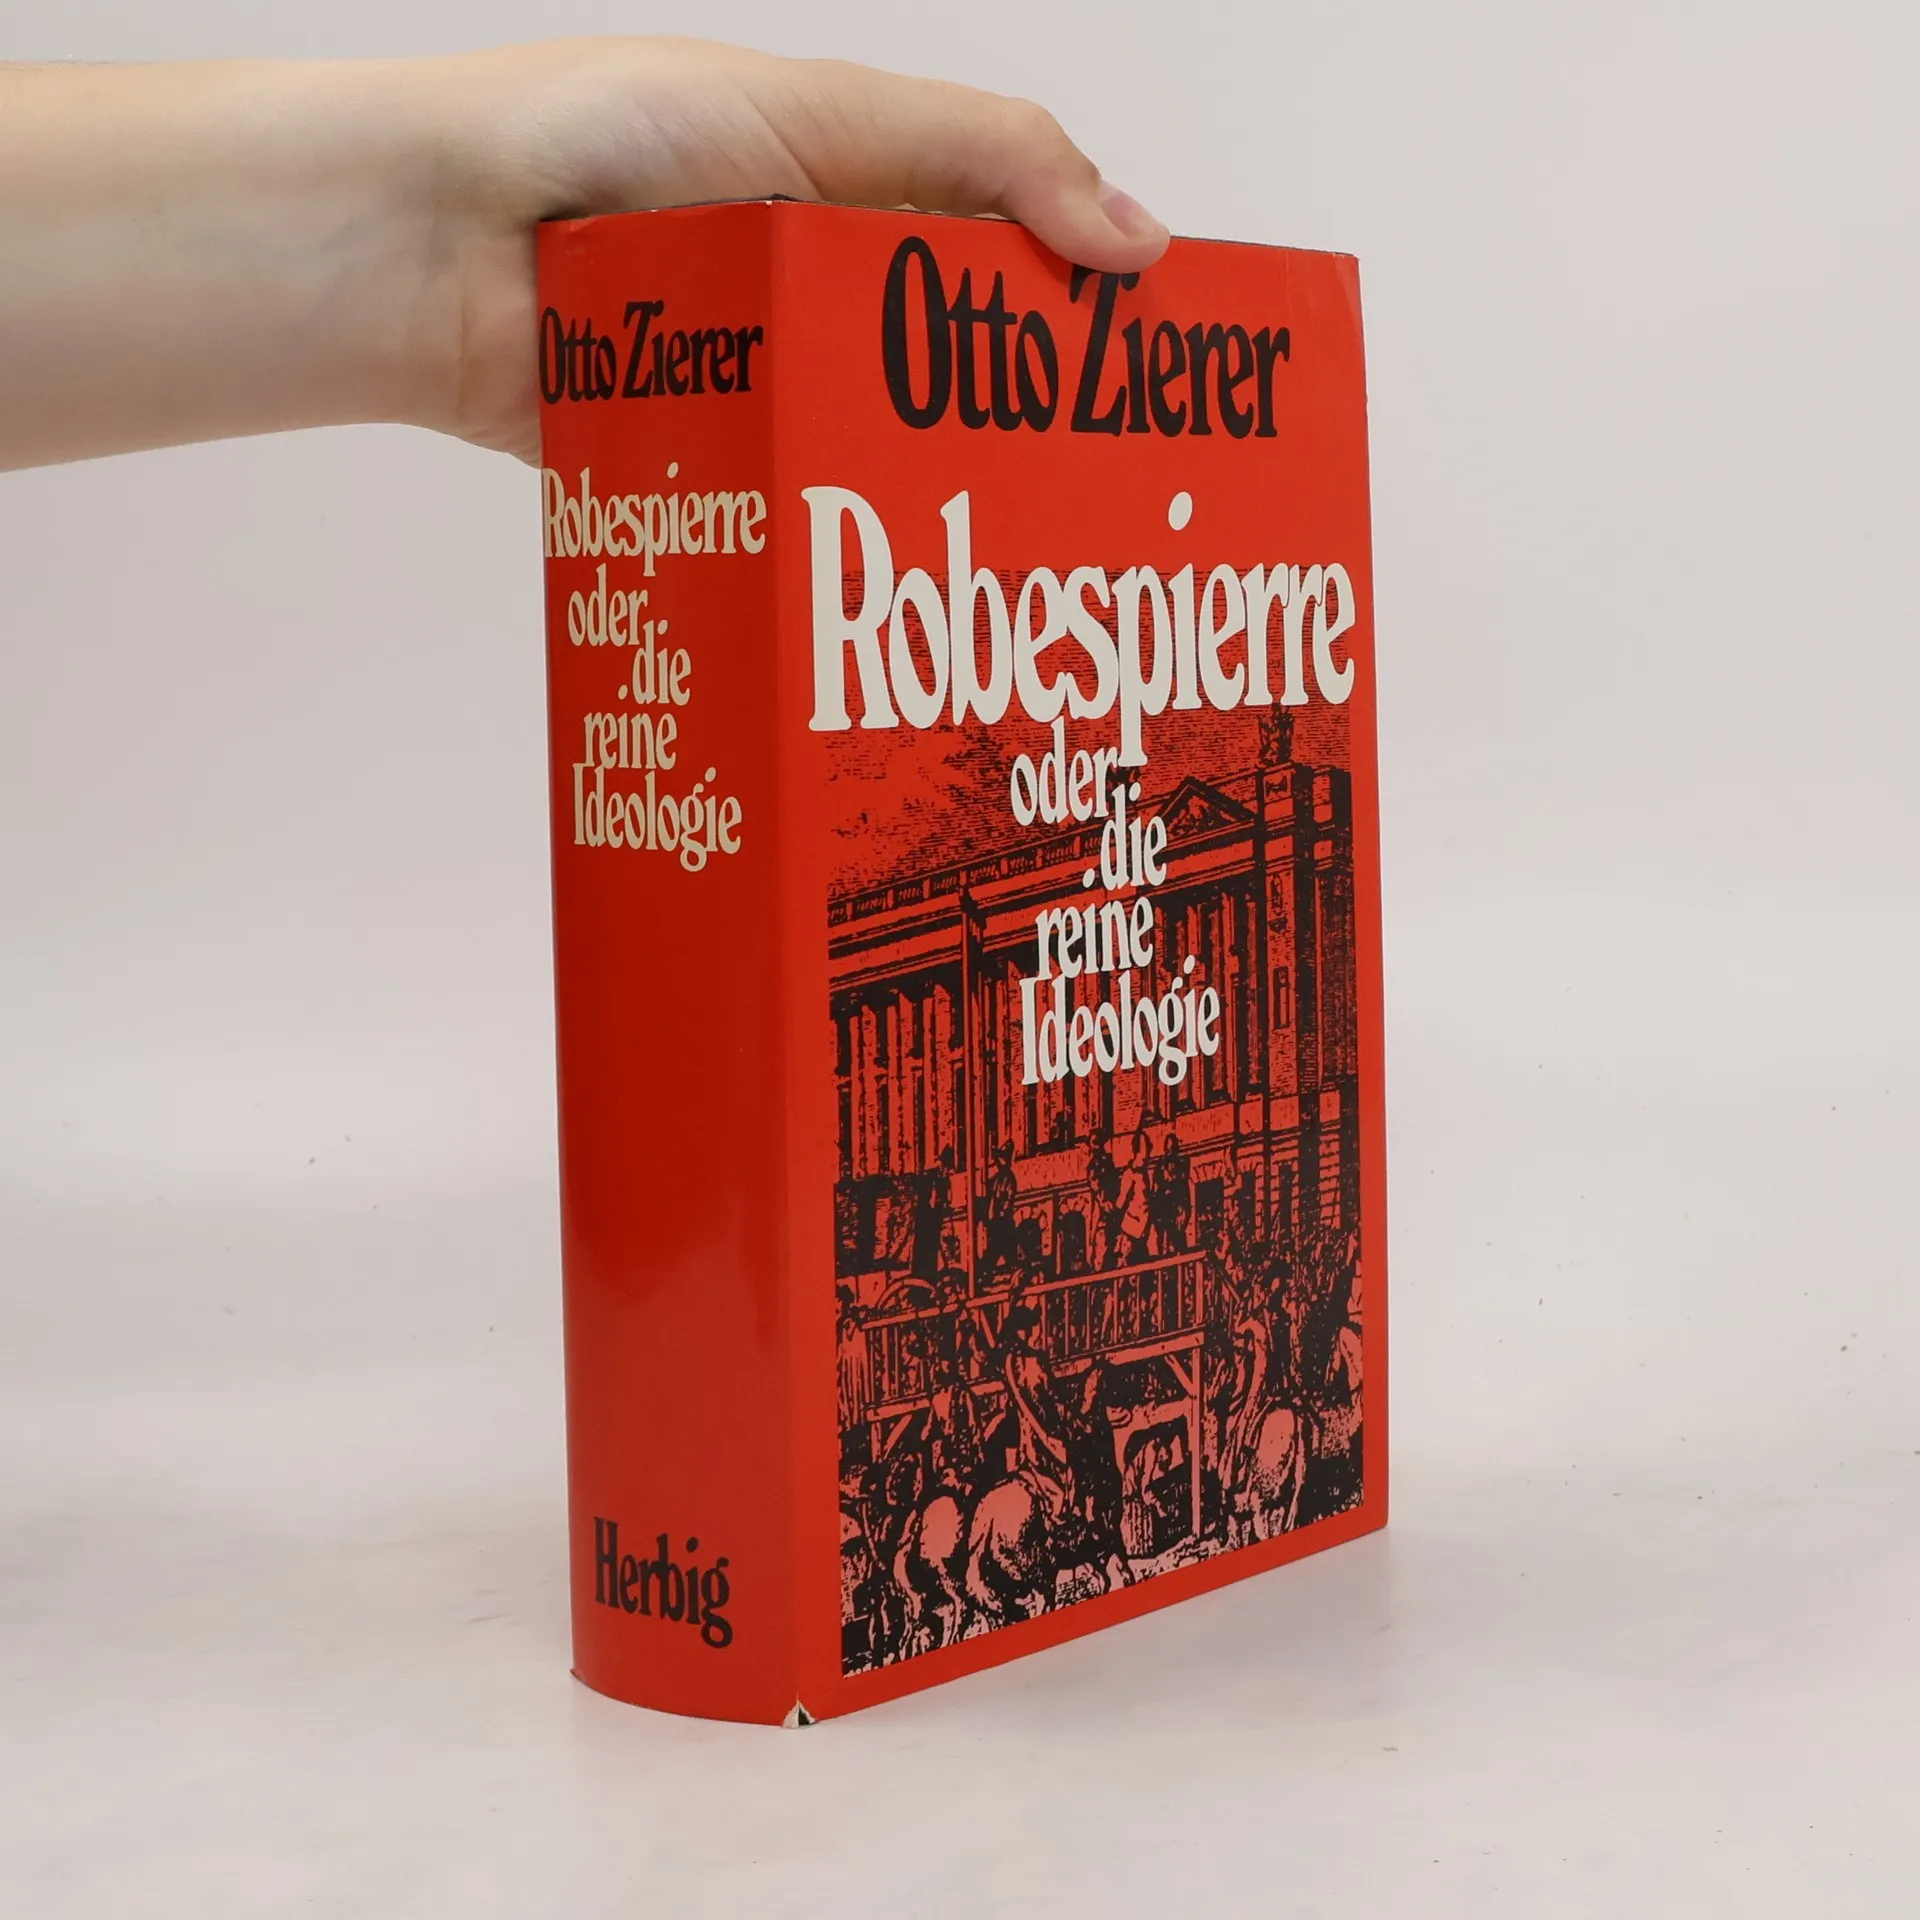 Otto Zierer
Robespierre
oder
die
reine
Ideologie
Herbig
Otto Zierer
Robespierre
oder
die
reine
Ideologie